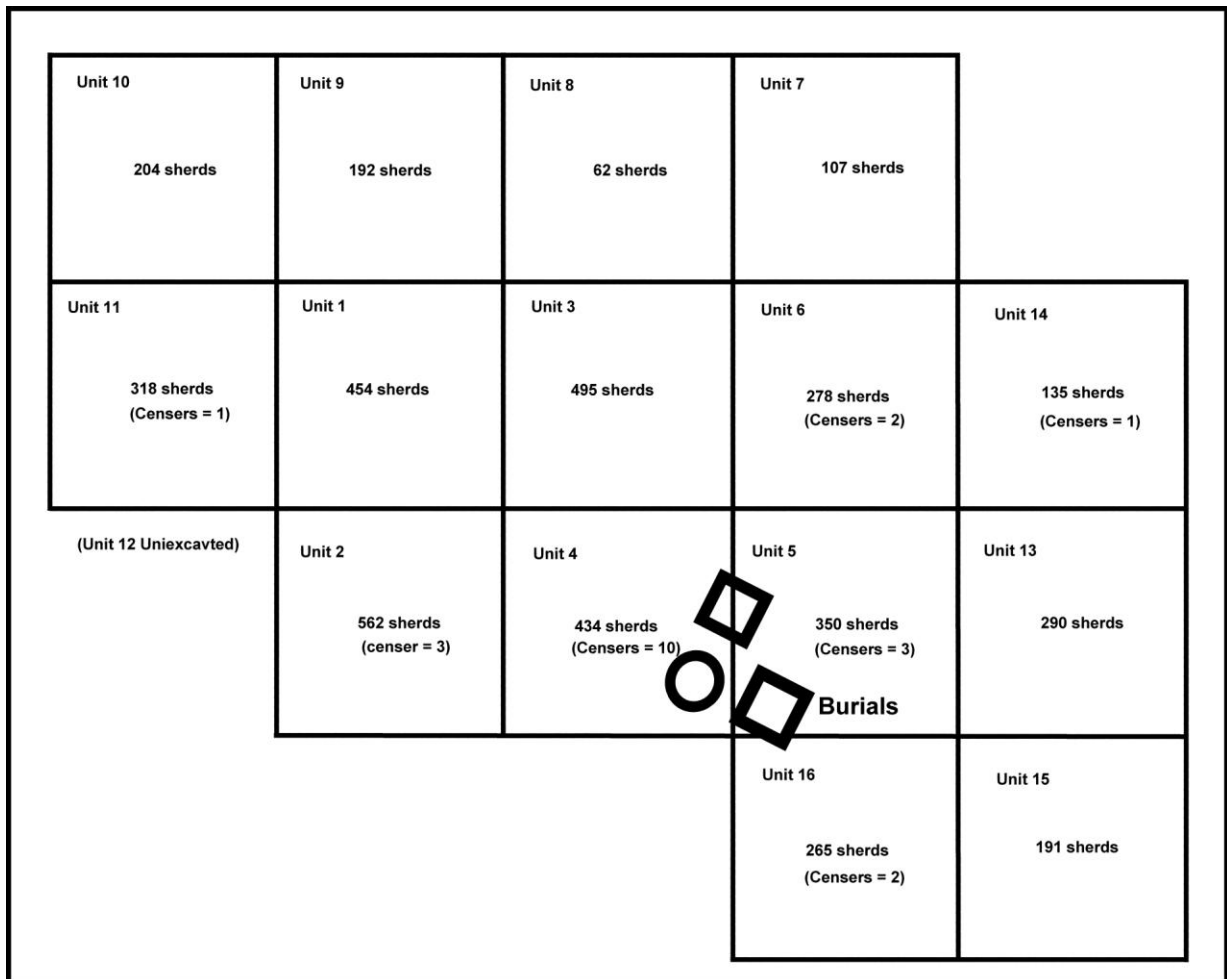 Unit 10
204 sherds
Unit 9
192 sherds
Unit 8
62 sherds
Unit 7
107 sherds
Unit 11
318 sherds
(Censers = 1)
Unit 1
454 sherds
Unit 3
495 sherds
Unit 6
278 sherds
(Censers = 2)
Unit 14
135 sherds
(Censers = 1)
(Unit 12 Uniexcavted)
Unit 2
562 sherds
(censer = 3)
Unit 4
434 sherds
(Censers = 10)
Unit 5
350 sherds
(Censers = 3)
Burials
Unit 13
290 sherds
Unit 16
265 sherds
(Censers = 2)
Unit 15
191 sherds